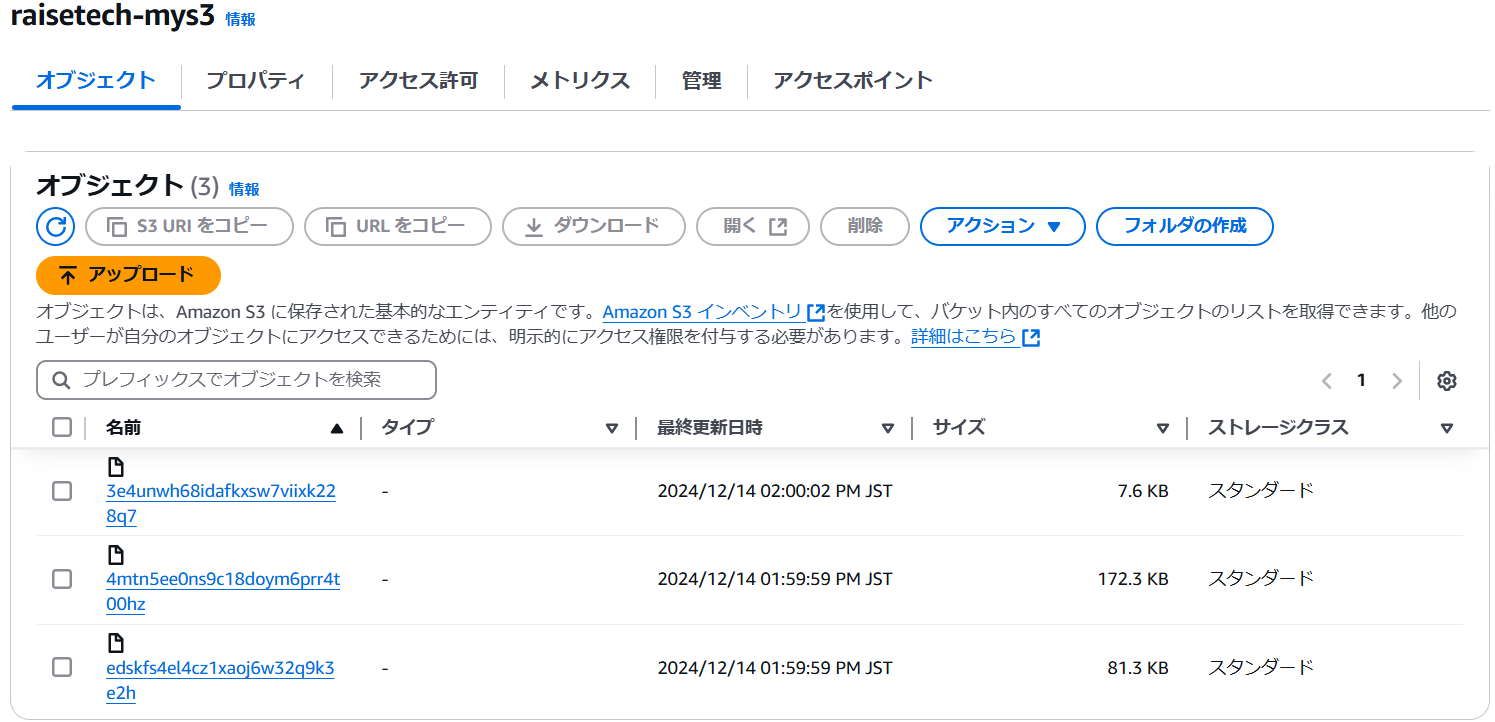 raisetech-mys3 情報
オブジェクト プロパティ アクセス許可 メトリクス 管理 アクセスポイント
オブジェクト (3) 情報
S3 URI をコピー URL をコピー ダウンロード 開く 削除 アクション フォルダの作成
アップロード
オブジェクトは、Amazon S3 に保存された基本的なエンティティです。Amazon S3 インベントリ を使用して、バケット内のすべてのオブジェクトのリストを取得できます。他の
ユーザーが自分のオブジェクトにアクセスできるためには、明示的にアクセス権限を付与する必要があります。詳細はこちら
プレフィックスでオブジェクトを検索 1
名前 タイプ 最終更新日時 サイズ ストレージクラス
3e4unwh68idafkxsw7viixk22
8q7
- 2024/12/14 02:00:02 PM JST 7.6 KB スタンダード
4mtn5ee0ns9c18doym6prr4t
00hz
- 2024/12/14 01:59:59 PM JST 172.3 KB スタンダード
edskfs4el4cz1xaoj6w32q9k3
e2h
- 2024/12/14 01:59:59 PM JST 81.3 KB スタンダード